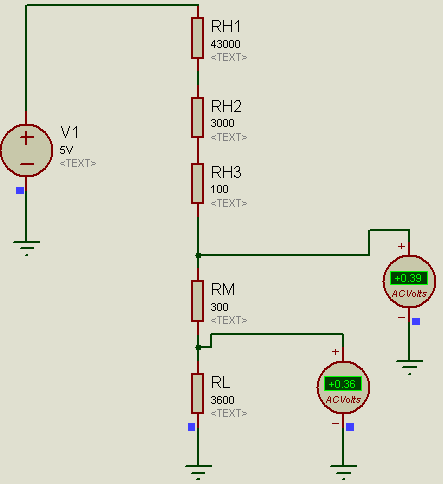 RH1
43000
<TEXT>
V1
5V
<TEXT>
RH2
3000
<TEXT>
RH3
100
<TEXT>
+0.39
AC Volts
RM
300
<TEXT>
RL
3600
<TEXT>
+0.36
AC Volts